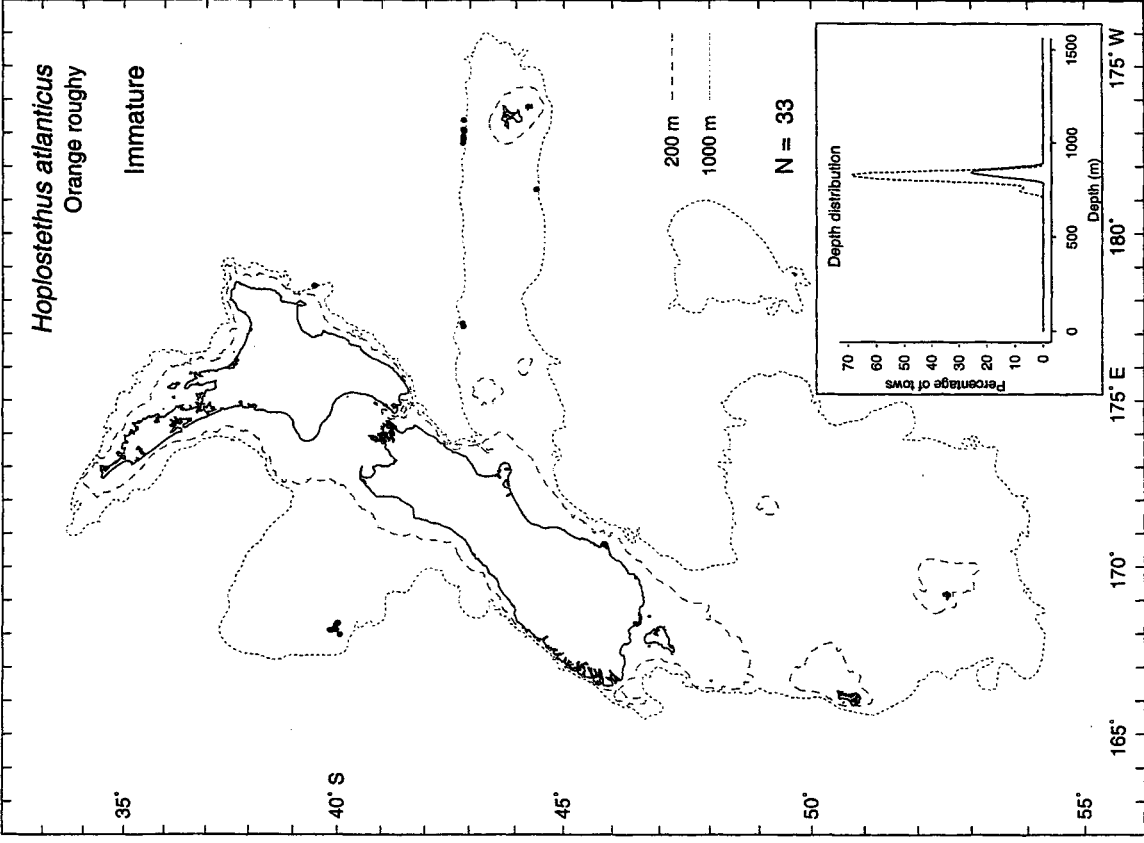 Hoplostethus atlanticus
Orange roughy
Immature
35°
40° S
45°
50°
55°
165°
170°
175° E
180°
175° W
200 m
1000 m
N = 33
Depth distribution
Percentage of tows
70
60
50
40
30
20
10
0
0
500
1000
1500
Depth (m)